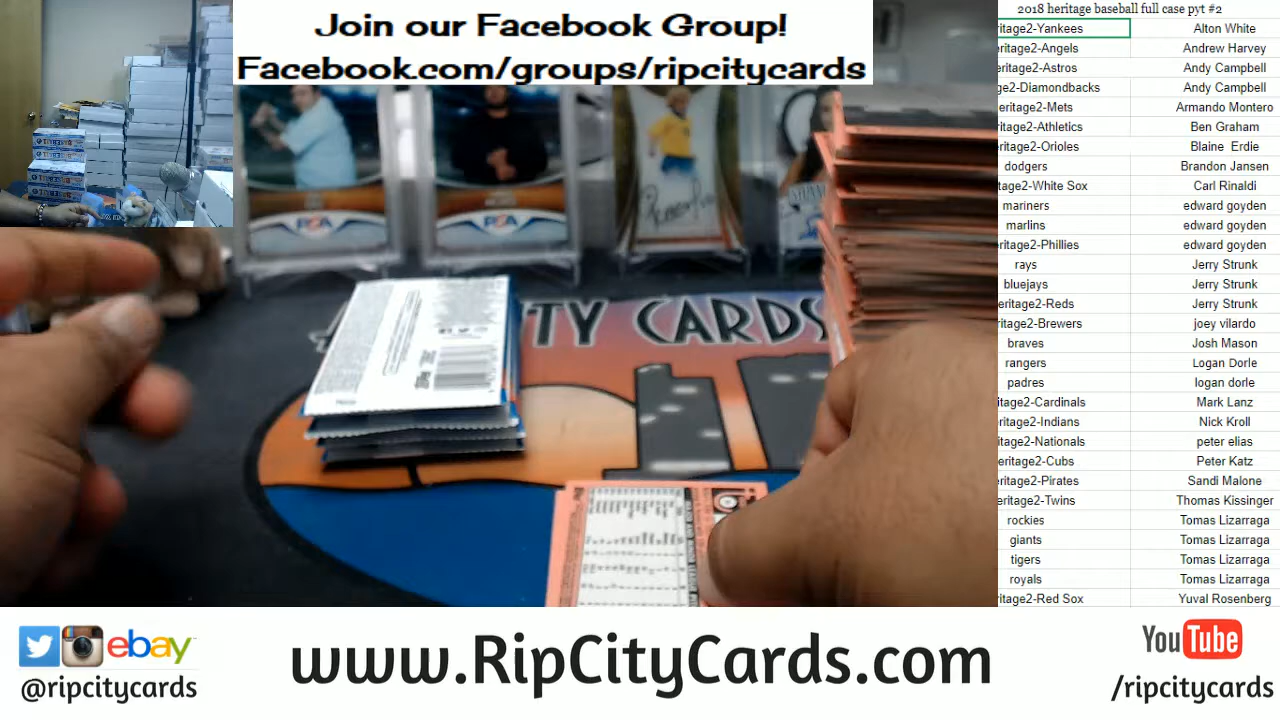 Join our Facebook Group!
Facebook.com/groups/ripcitycards
2018 heritage baseball full case pyt #2
ritage2-Yankees Alton White
eritage2-Angels Andrew Harvey
eritage2-Astros Andy Campbell
ge2-Diamondbacks Andy Campbell
eritage2-Mets Armando Montero
eritage2-Athletics Ben Graham
eritage2-Orioles Blaine Erdie
dodgers Brandon Jansen
tage2-White Sox Carl Rinaldi
mariners edward goyden
marlins edward goyden
eritage2-Phillies edward goyden
rays Jerry Strunk
bluejays Jerry Strunk
eritage2-Reds Jerry Strunk
ritage2-Brewers joey vilardo
braves Josh Mason
rangers Logan Dorle
padres logan dorle
ritage2-Cardinals Mark Lanz
eritage2-Indians Nick Kroll
itage2-Nationals peter elias
eritage2-Cubs Peter Katz
eritage2-Pirates Sandi Malone
eritage2-Twins Thomas Kissinger
rockies Tomas Lizarraga
giants Tomas Lizarraga
tigers Tomas Lizarraga
royals Tomas Lizarraga
ritage2-Red Sox Yuval Rosenberg
TY CARDS
ebay
@ripcitycards
www.RipCityCards.com
YouTube
/ripcitycards